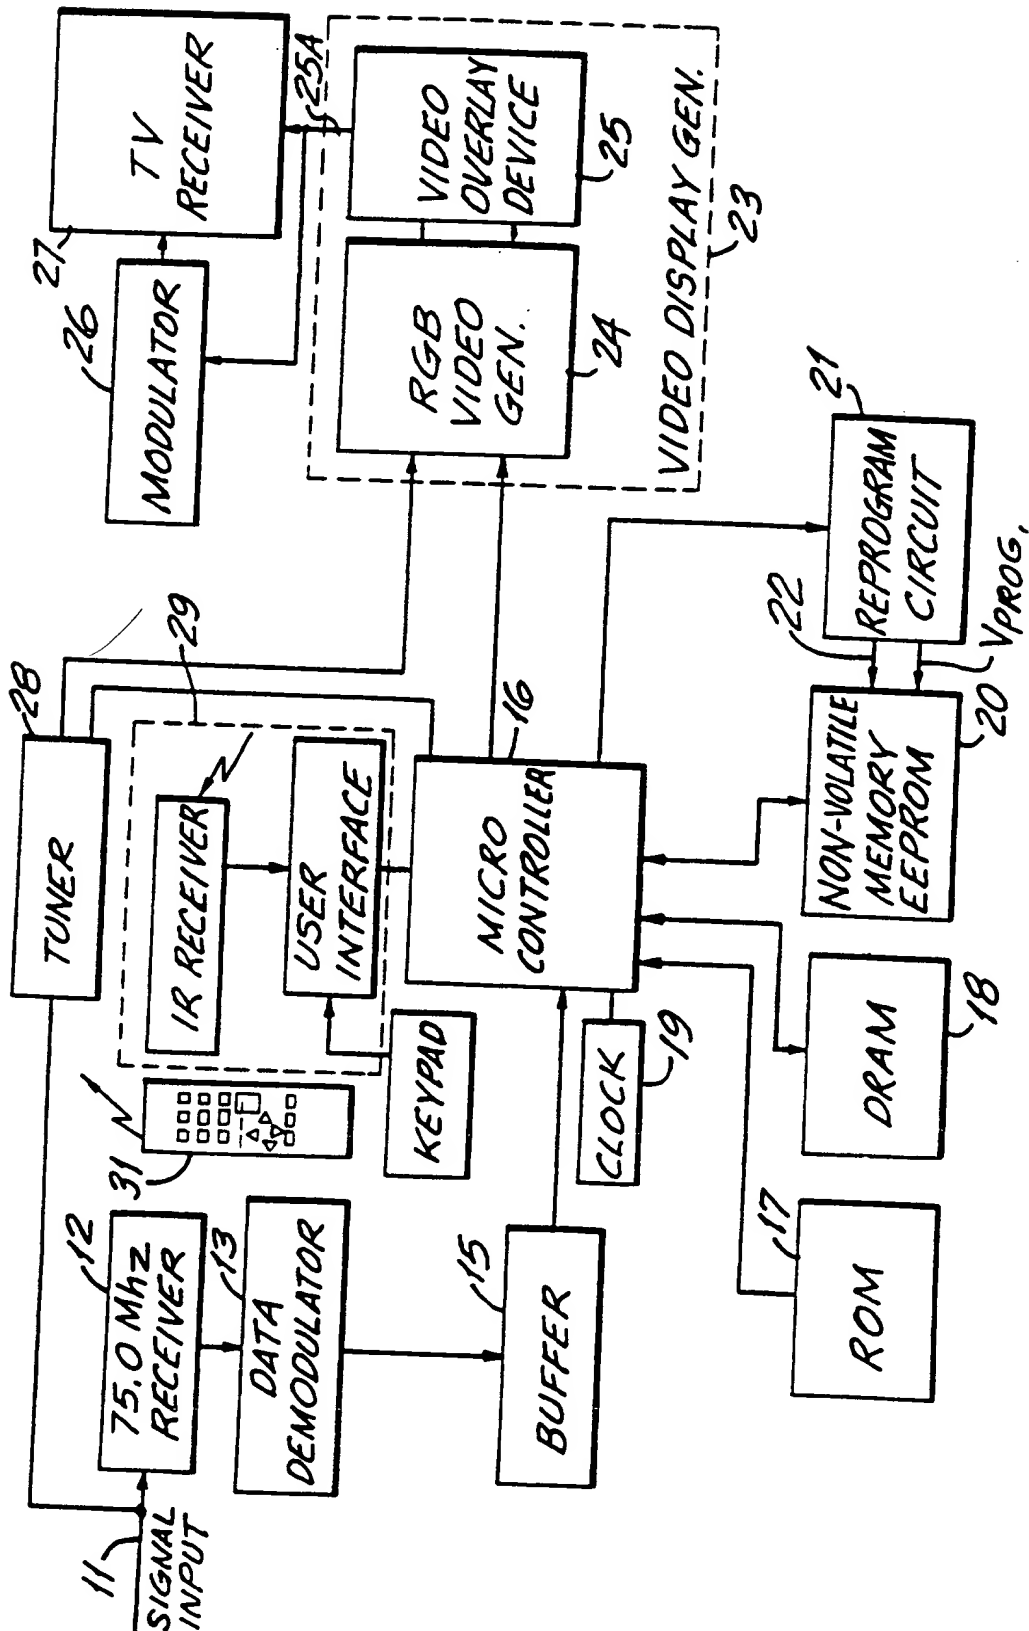 11
SIGNAL
INPUT
12
75.0 Mhz
RECEIVER
13
DATA
DEMODULATOR
15
BUFFER
28
TUNER
31
29
IR RECEIVER
USER
INTERFACE
KEYPAD
16
MICRO
CONTROLLER
CLOCK
19
17
ROM
DRAM
18
NON-VOLATILE
MEMORY
EEPROM
20
22
VPROG.
21
REPROGRAM
CIRCUIT
26
MODULATOR
27
TV
RECEIVER
25A
RGB
VIDEO
GEN.
24
VIDEO
OVERLAY
DEVICE
25
VIDEO DISPLAY GEN.
23